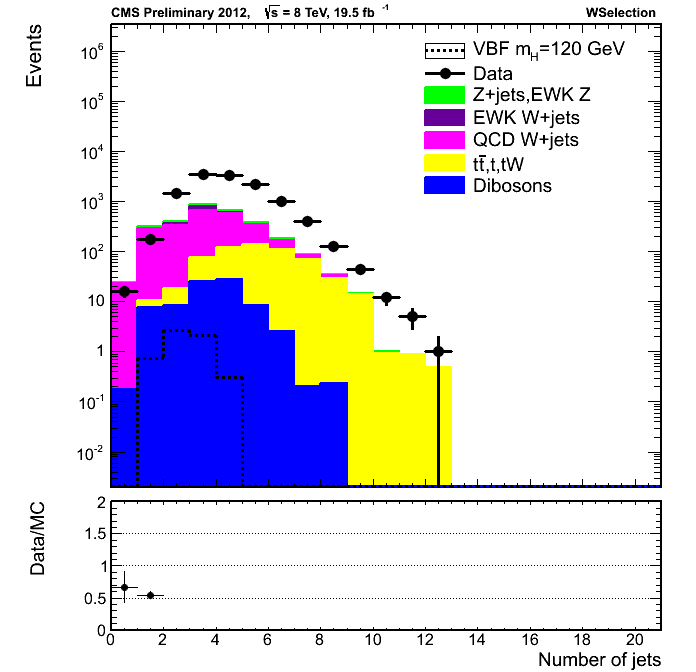 CMS Preliminary 2012, √s = 8 TeV, 19.5 fb⁻¹ WSelection
Events
10⁶
10⁵
10⁴
10³
10²
10
1
10⁻¹
10⁻²
VBF m_H=120 GeV
Data
Z+jets,EWK Z
EWK W+jets
QCD W+jets
tt̄,t,tW
Dibosons
Data/MC
2
1.5
1
0.5
0
0 2 4 6 8 10 12 14 16 18 20
Number of jets